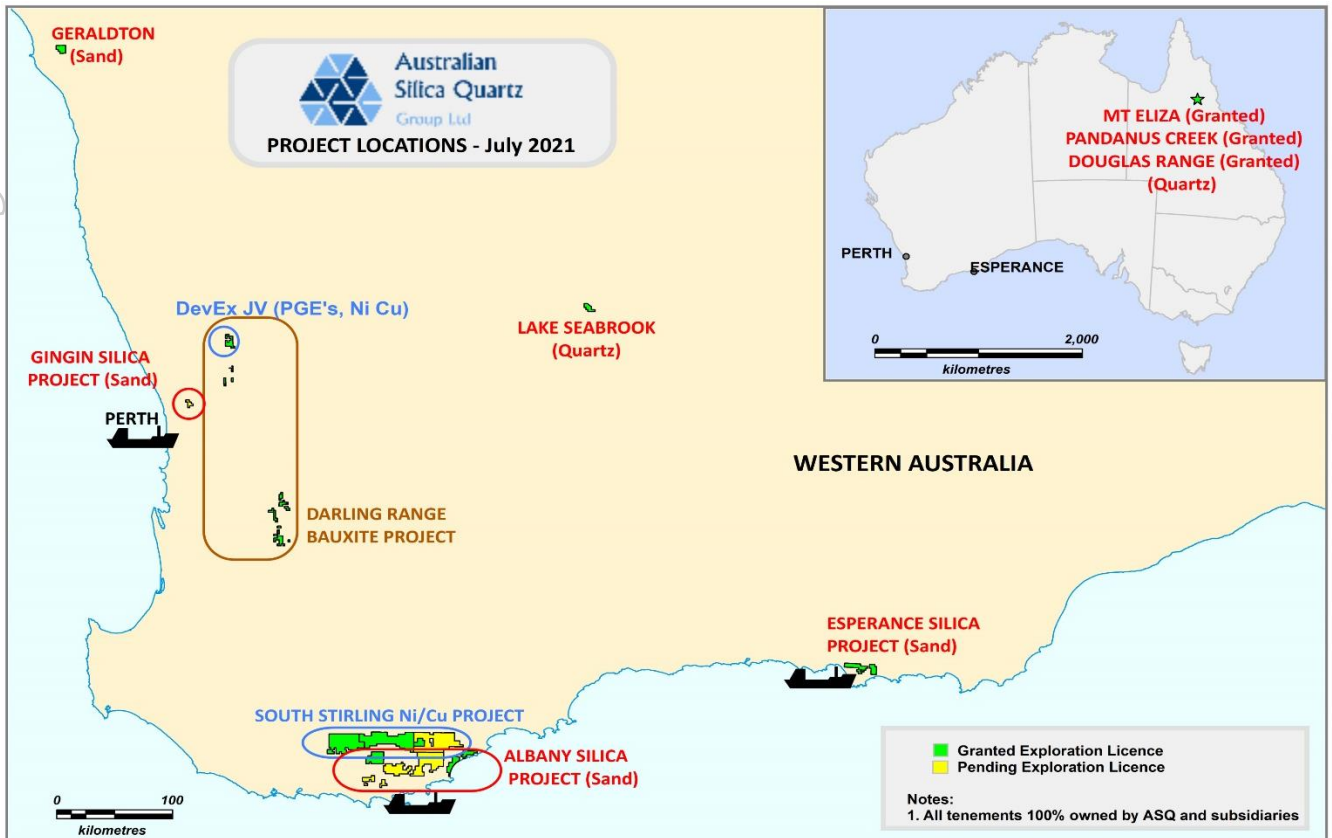 GERALDTON
(Sand)
Australian
Silica Quartz
Group Ltd
PROJECT LOCATIONS - July 2021
MT ELIZA (Granted)
PANDANUS CREEK (Granted)
DOUGLAS RANGE (Granted)
(Quartz)
PERTH
ESPERANCE
0 2,000
kilometres
DevEx JV (PGE's, Ni Cu)
LAKE SEABROOK
(Quartz)
GINGIN SILICA
PROJECT (Sand)
PERTH
WESTERN AUSTRALIA
DARLING RANGE
BAUXITE PROJECT
ESPERANCE SILICA
PROJECT (Sand)
SOUTH STIRLING Ni/Cu PROJECT
ALBANY SILICA
PROJECT (Sand)
Granted Exploration Licence
Pending Exploration Licence
Notes:
1. All tenements 100% owned by ASQ and subsidiaries
0 100
kilometres